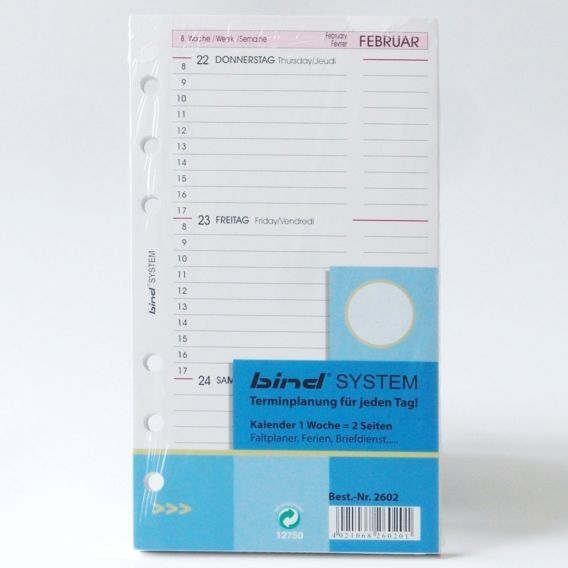 8. Woche / Week / Semaine
February
Février
FEBRUAR
22 DONNERSTAG Thursday/Jeudi
8
9
10
11
12
13
14
15
16
17
23 FREITAG Friday/Vendredi
8
9
10
11
12
13
14
15
16
17
24 SAM
bind SYSTEM
bind® SYSTEM
Terminplanung für jeden Tag!
Kalender 1 Woche = 2 Seiten
Faltplaner, Ferien, Briefdienst.....
>>>
12750
Best.-Nr. 2602
4 021068 260201